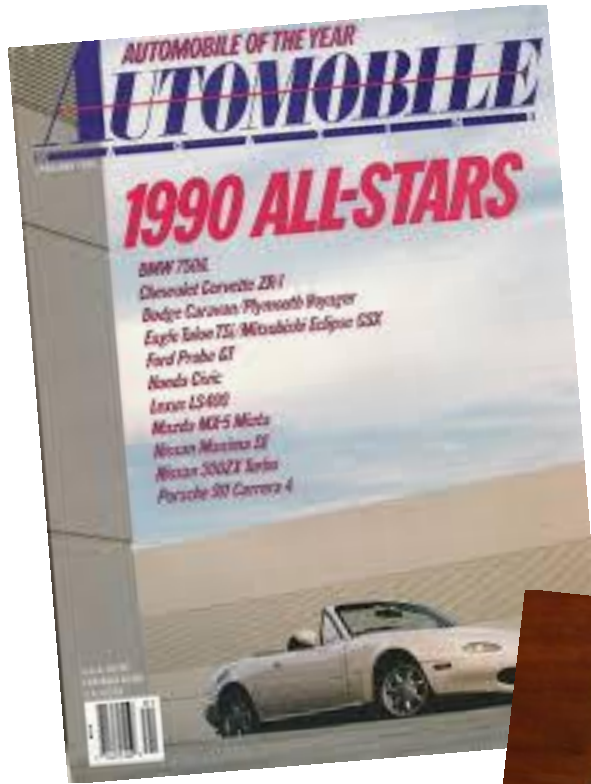 AUTOMOBILE OF THE YEAR
AUTOMOBILE
1990 ALL-STARS
BMW 750iL
Chevrolet Corvette ZR-1
Dodge Caravan/Plymouth Voyager
Eagle Talon TSi/Mitsubishi Eclipse GSX
Ford Probe GT
Honda Civic
Lexus LS400
Mazda MX-5 Miata
Nissan Maxima SE
Nissan 300ZX Turbo
Porsche 911 Carrera 4